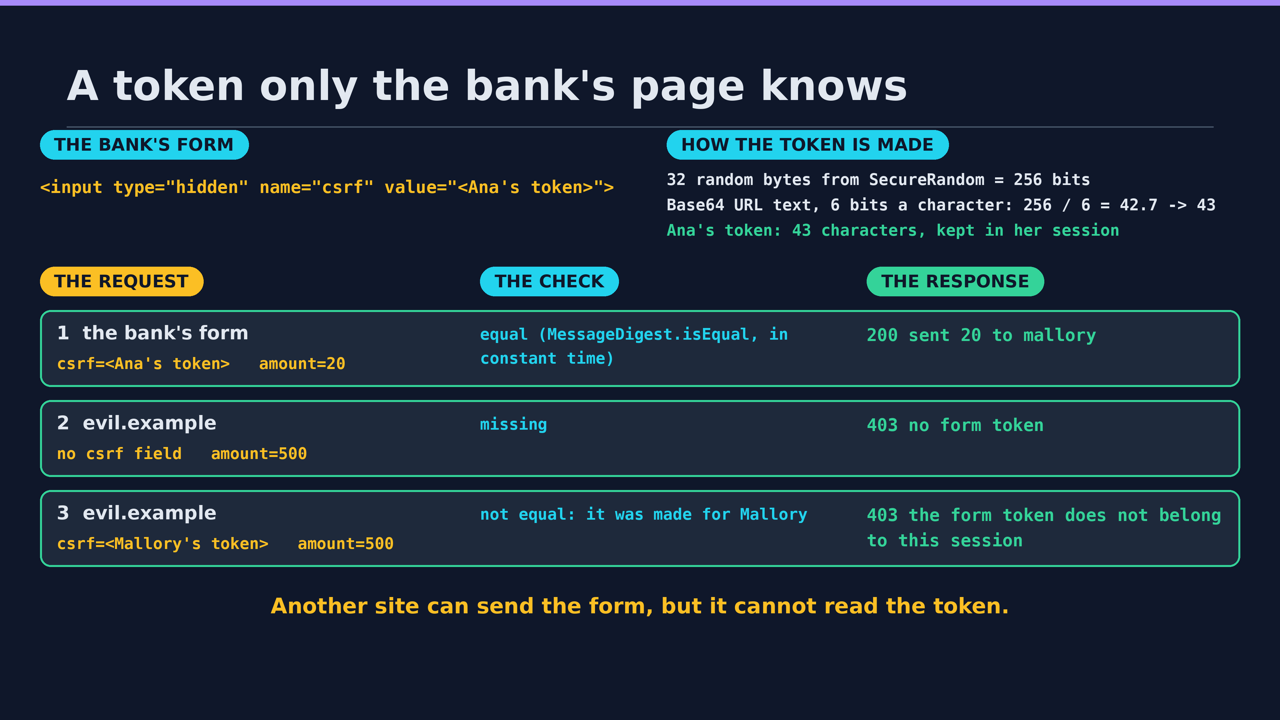 A token only the bank's page knows
THE BANK'S FORM
<input type="hidden" name="csrf" value="<Ana's token>">
HOW THE TOKEN IS MADE
32 random bytes from SecureRandom = 256 bits
Base64 URL text, 6 bits a character: 256 / 6 = 42.7 -> 43
Ana's token: 43 characters, kept in her session
THE REQUEST
THE CHECK
THE RESPONSE
1 the bank's form
csrf=<Ana's token> amount=20
equal (MessageDigest.isEqual, in
constant time)
200 sent 20 to mallory
2 evil.example
no csrf field amount=500
missing
403 no form token
3 evil.example
csrf=<Mallory's token> amount=500
not equal: it was made for Mallory
403 the form token does not belong
to this session
Another site can send the form, but it cannot read the token.